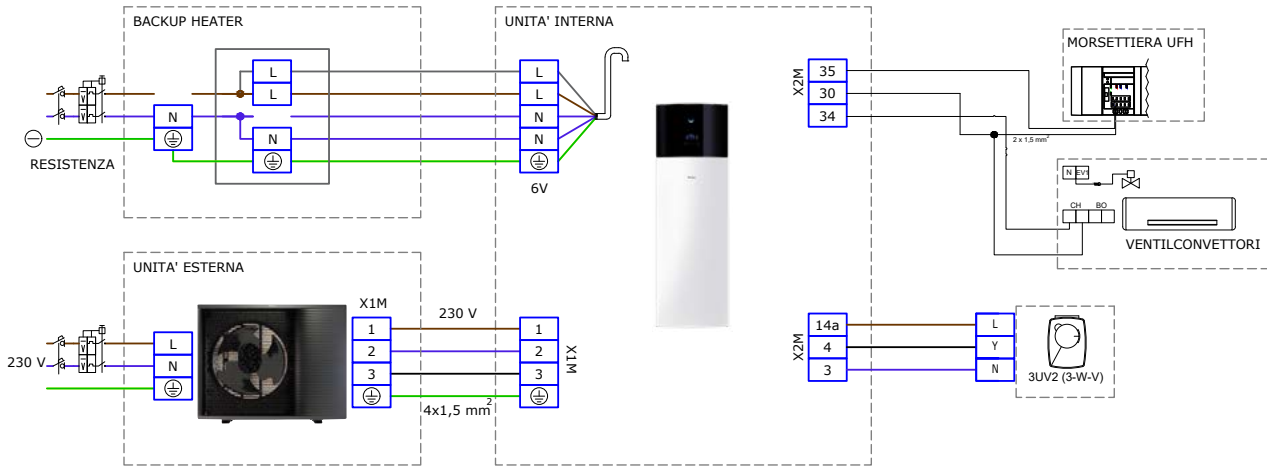 BACKUP HEATER
UNITA' INTERNA
MORSETTIERA UFH
L
L
N
N
RESISTENZA
L
L
N
N
6V
X2M
35
30
34
2 x 1,5 mm²
N EV1
CH BO
VENTILCONVETTORI
UNITA' ESTERNA
230 V
L
N
X1M
1
2
3
230 V
4x1,5 mm²
1
2
3
X1M
X2M
14a
4
3
L
Y
N
3UV2 (3-W-V)